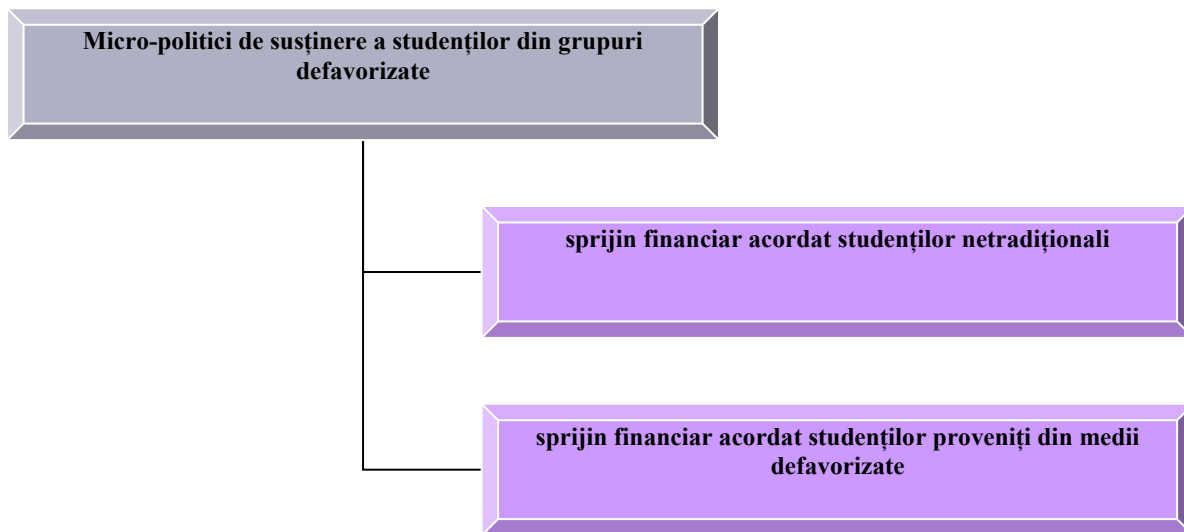 Micro-politici de susținere a studenților din grupuri
defavorizate
sprijin financiar acordat studenților netradiționali
sprijin financiar acordat studenților proveniți din medii
defavorizate